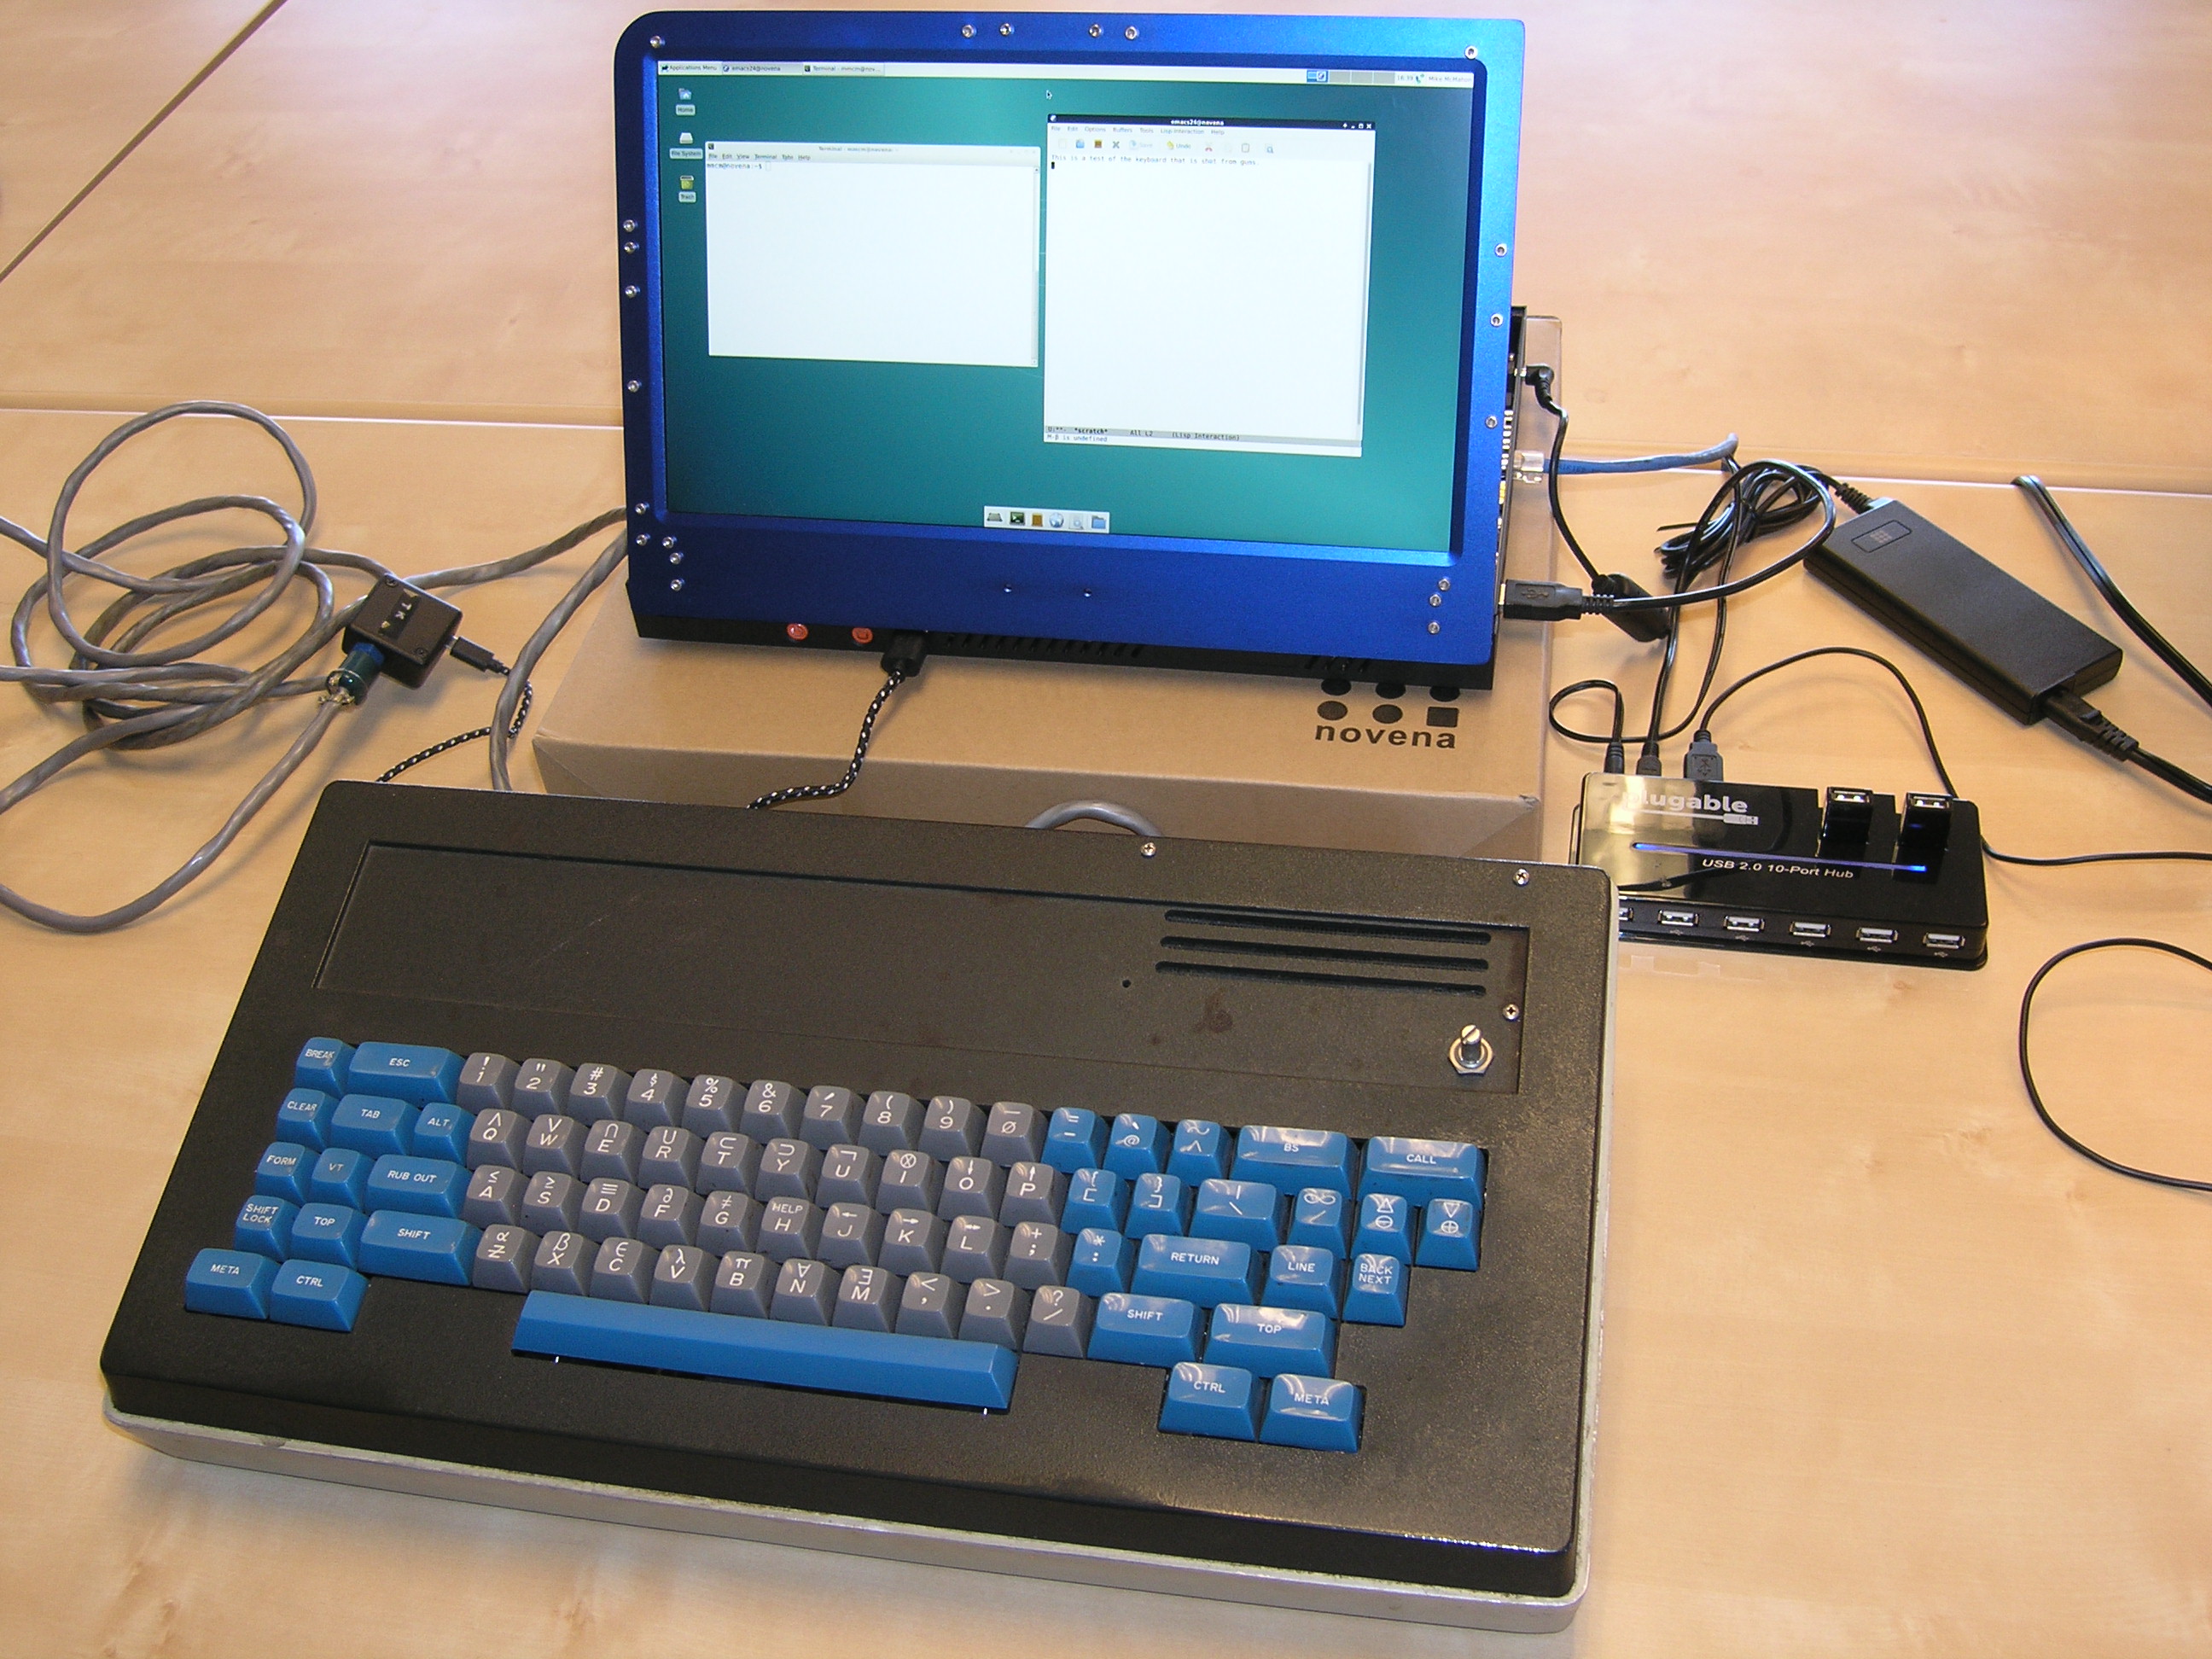 Applications Menu emacs24@novena Terminal - mmcm@nov...
Home
File System
Trash
Terminal - mmcm@novena: ~
File Edit View Terminal Tabs Help
mmcm@novena:~$
emacs24@novena
File Edit Options Buffers Tools Lisp-Interaction Help
Save Undo
This is a test of the keyboard that is shat from guns.
U:**- *scratch* All L2 (Lisp Interaction)
M-β is undefined
TK
novena
plugable
USB 2.0 10-Port Hub
BREAK ESC ! 1 " 2 # 3 $ 4 % 5 & 6 ' 7 ( 8 ) 9 _ Ø = - ` @ ~ ^ BS CALL
CLEAR TAB ALT ∧ Q ∨ W ∩ E ∪ R ⊂ T ⊃ Y ¬ U ⊗ I ↓ O ↑ P { [ } ] | \ ∞ / △ ⊖ ▽ ⊕
FORM VT RUB OUT ≤ A ≥ S ≡ D ∂ F ≠ G HELP H ← J → K ↔ L + ; * : RETURN LINE BACK NEXT
SHIFT LOCK TOP SHIFT α Z β X ϵ C λ V π B ∀ N ∃ M < , > . ? / SHIFT TOP
META CTRL CTRL META